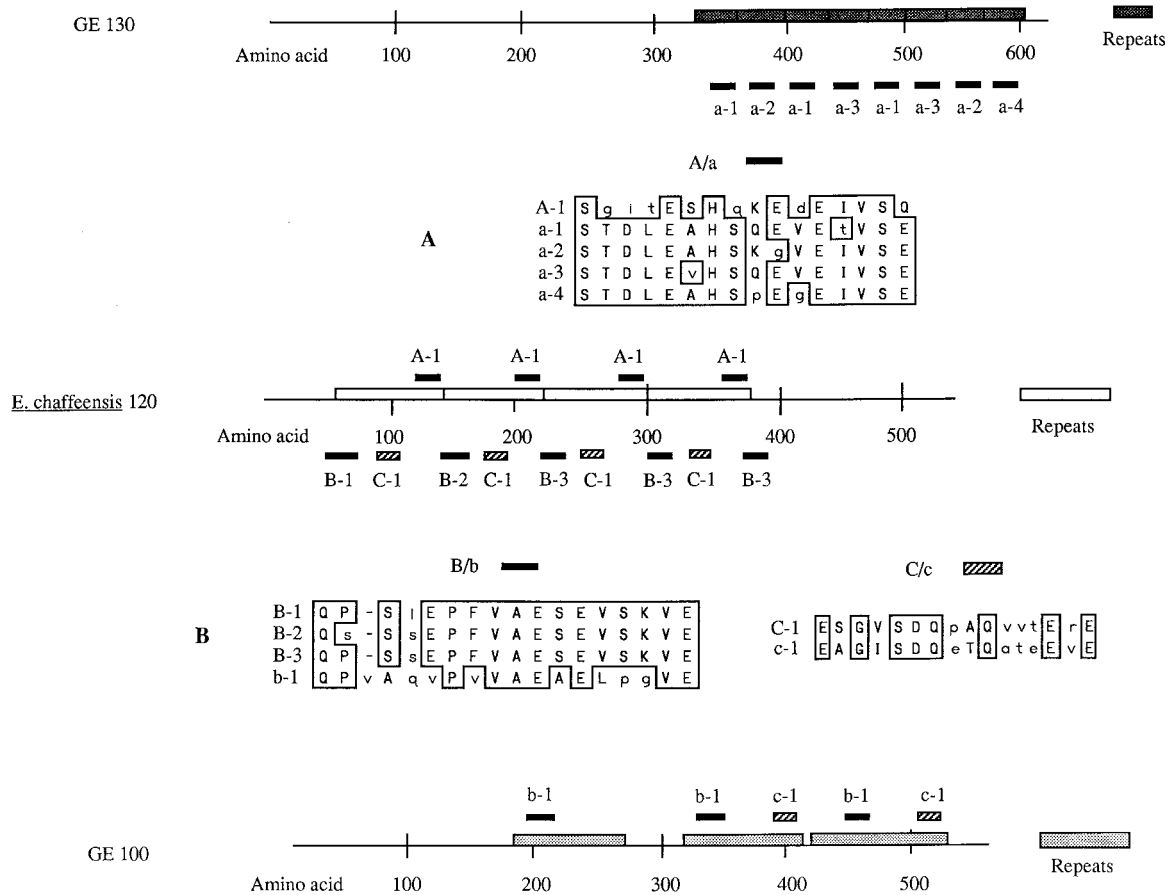 GE 130
Repeats
Amino acid 100 200 300 400 500 600
a-1 a-2 a-1 a-3 a-1 a-3 a-2 a-4
A/a
A
A-1 S g i t E S H q K E d E I V S Q
a-1 S T D L E A H S Q E V E t V S E
a-2 S T D L E A H S K g V E I V S E
a-3 S T D L E v H S Q E V E I V S E
a-4 S T D L E A H S p E g E I V S E
A-1 A-1 A-1 A-1
E. chaffeensis 120
Amino acid 100 200 300 400 500 Repeats
B-1 C-1 B-2 C-1 B-3 C-1 B-3 C-1 B-3
B/b
C/c
B
B-1 Q P - S l E P F V A E S E V S K V E
B-2 Q s - S s E P F V A E S E V S K V E
B-3 Q P - S s E P F V A E S E V S K V E
b-1 Q P v A q v P v V A E A E L p g V E
C-1 E S G V S D Q p A Q v v t E r E
c-1 E A G I S D Q e T Q a t e E v E
b-1 b-1 c-1 b-1 c-1
GE 100
Repeats
Amino acid 100 200 300 400 500